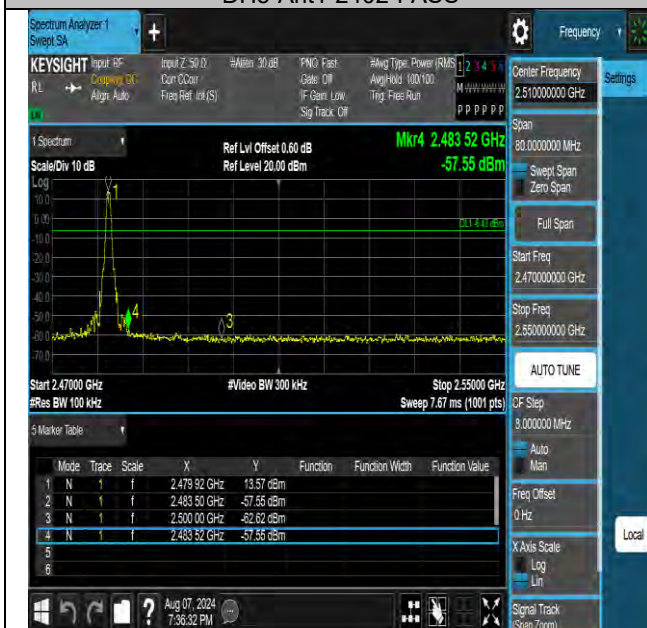 Spectrum Analyzer 1
Swept SA
Frequency
KEYSIGHT
RL
Input: RF
Coupling: DC
Align: Auto
Input Z: 50 Ω
Corr CCorr
Freq Ref: Int (S)
#Atten: 30 dB
PNO: Fast
Gate: Off
IF Gain: Low
Sig Track: Off
#Avg Type: Power (RMS
Avg|Hold: 100/100
Trig: Free Run
1 2 3 4 5 6
M W W W W W
P P P P P P
Center Frequency
2.510000000 GHz
Settings
Span
80.0000000 MHz
Swept Span
Zero Span
Full Span
Start Freq
2.470000000 GHz
Stop Freq
2.550000000 GHz
AUTO TUNE
CF Step
8.000000 MHz
Auto
Man
Freq Offset
0 Hz
X Axis Scale
Log
Lin
Local
Signal Track
(Span Zoom)
1 Spectrum
Scale/Div 10 dB
Ref Lvl Offset 0.60 dB
Ref Level 20.00 dBm
Mkr4 2.483 52 GHz
-57.55 dBm
Log
10.0
0.00
-10.0
-20.0
-30.0
-40.0
-50.0
-60.0
-70.0
1
4
3
Start 2.47000 GHz
#Res BW 100 kHz
#Video BW 300 kHz
Stop 2.55000 GHz
Sweep 7.67 ms (1001 pts)
5 Marker Table
Mode Trace Scale X Y Function Function Width Function Value
1 N 1 f 2.479 92 GHz 13.57 dBm
2 N 1 f 2.483 50 GHz -57.55 dBm
3 N 1 f 2.500 00 GHz -62.62 dBm
4 N 1 f 2.483 52 GHz -57.55 dBm
5
6
?
Aug 07, 2024
7:36:32 PM